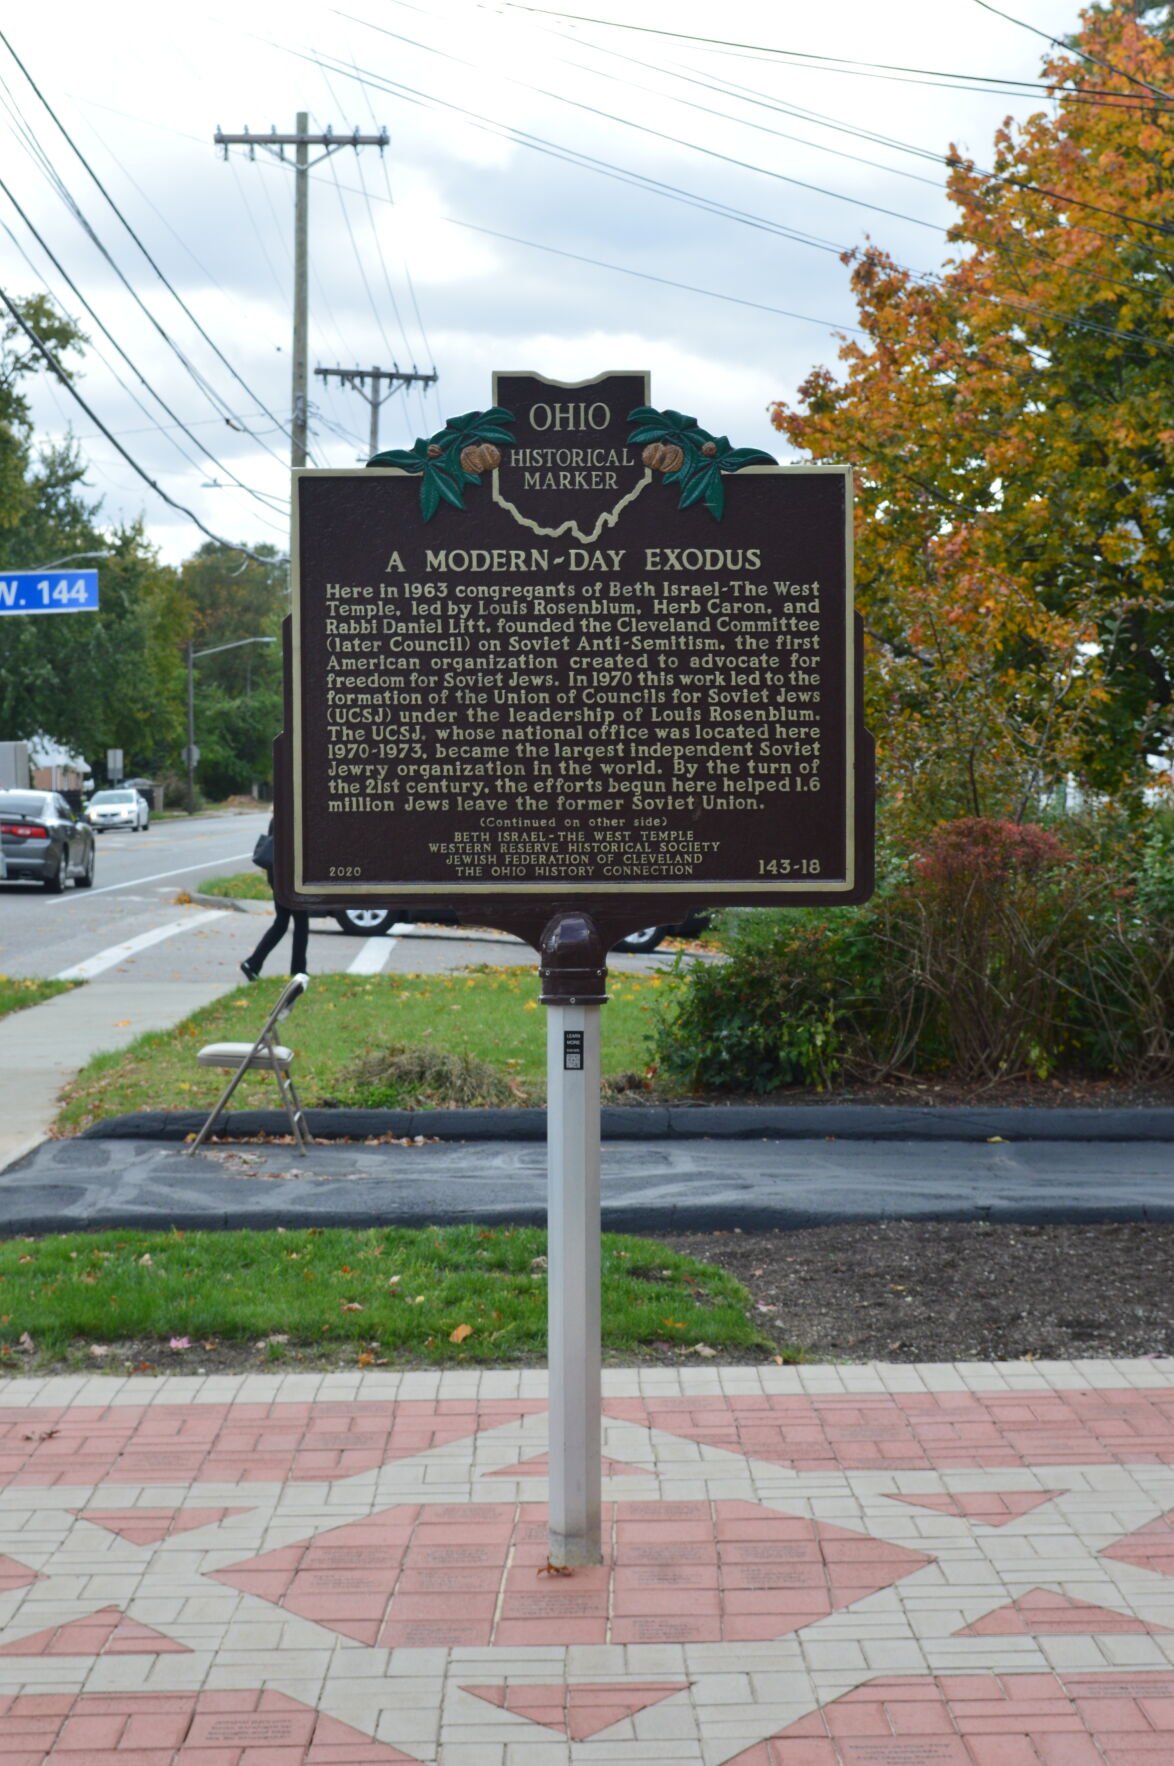 OHIO
HISTORICAL
MARKER
A MODERN-DAY EXODUS
Here in 1963 congregants of Beth Israel-The West
Temple, led by Louis Rosenblum, Herb Caron, and
Rabbi Daniel Litt, founded the Cleveland Committee
(later Council) on Soviet Anti-Semitism, the first
American organization created to advocate for
freedom for Soviet Jews. In 1970 this work led to the
formation of the Union of Councils for Soviet Jews
(UCSJ) under the leadership of Louis Rosenblum.
The UCSJ, whose national office was located here
1970-1973, became the largest independent Soviet
Jewry organization in the world. By the turn of
the 21st century, the efforts begun here helped 1.6
million Jews leave the former Soviet Union.
(Continued on other side)
BETH ISRAEL-THE WEST TEMPLE
WESTERN RESERVE HISTORICAL SOCIETY
JEWISH FEDERATION OF CLEVELAND
THE OHIO HISTORY CONNECTION
2020
143-18
W. 144
LEARN
MORE